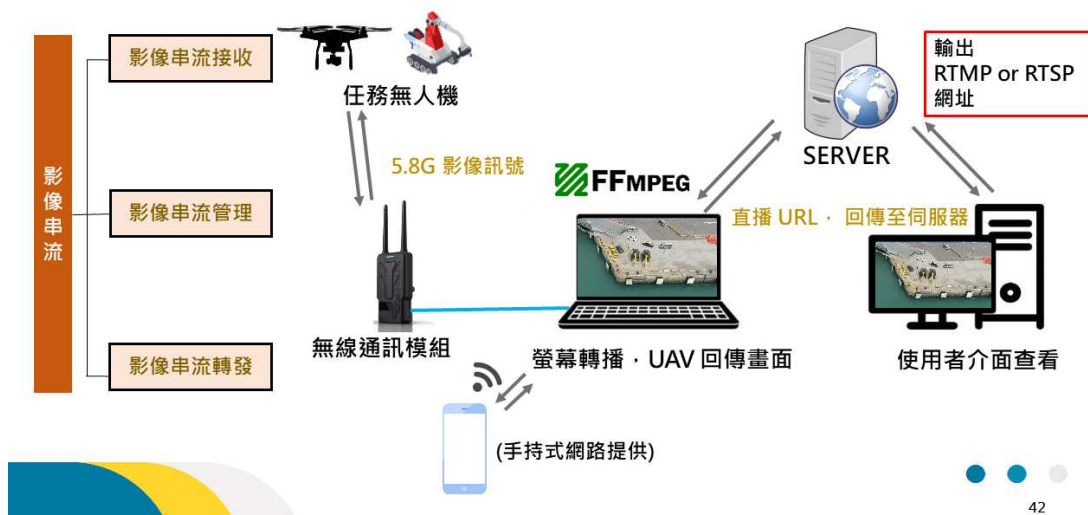 影像串流
影像串流接收
影像串流管理
影像串流轉發
任務無人機
5.8G 影像訊號
無線通訊模組
FFMPEG
螢幕轉播，UAV 回傳畫面
(手持式網路提供)
SERVER
輸出
RTMP or RTSP
網址
直播 URL， 回傳至伺服器
使用者介面查看
42